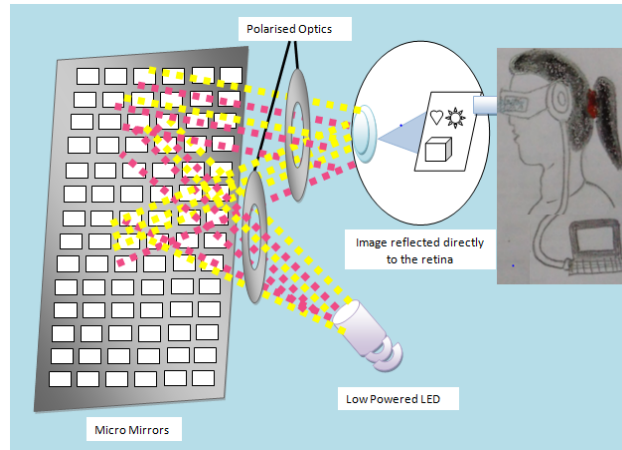 Polarised Optics
Image reflected directly
to the retina
Low Powered LED
Micro Mirrors